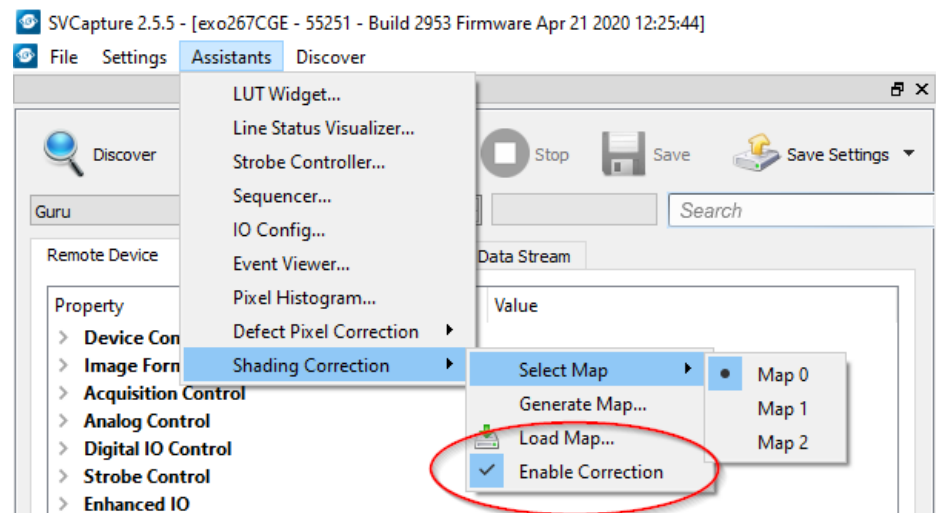 SVCapture 2.5.5 - [exo267CGE - 55251 - Build 2953 Firmware Apr 21 2020 12:25:44]
File Settings Assistants Discover
LUT Widget...
Line Status Visualizer...
Discover Strobe Controller... Stop Save Save Settings
Sequencer...
Guru Search
IO Config...
Remote Device Event Viewer... Data Stream
Pixel Histogram...
Property Value
Defect Pixel Correction
Device Con
Image Form Shading Correction Select Map Map 0
Acquisition Control
Analog Control Generate Map... Map 1
Digital IO Control Load Map... Map 2
Strobe Control Enable Correction
Enhanced IO